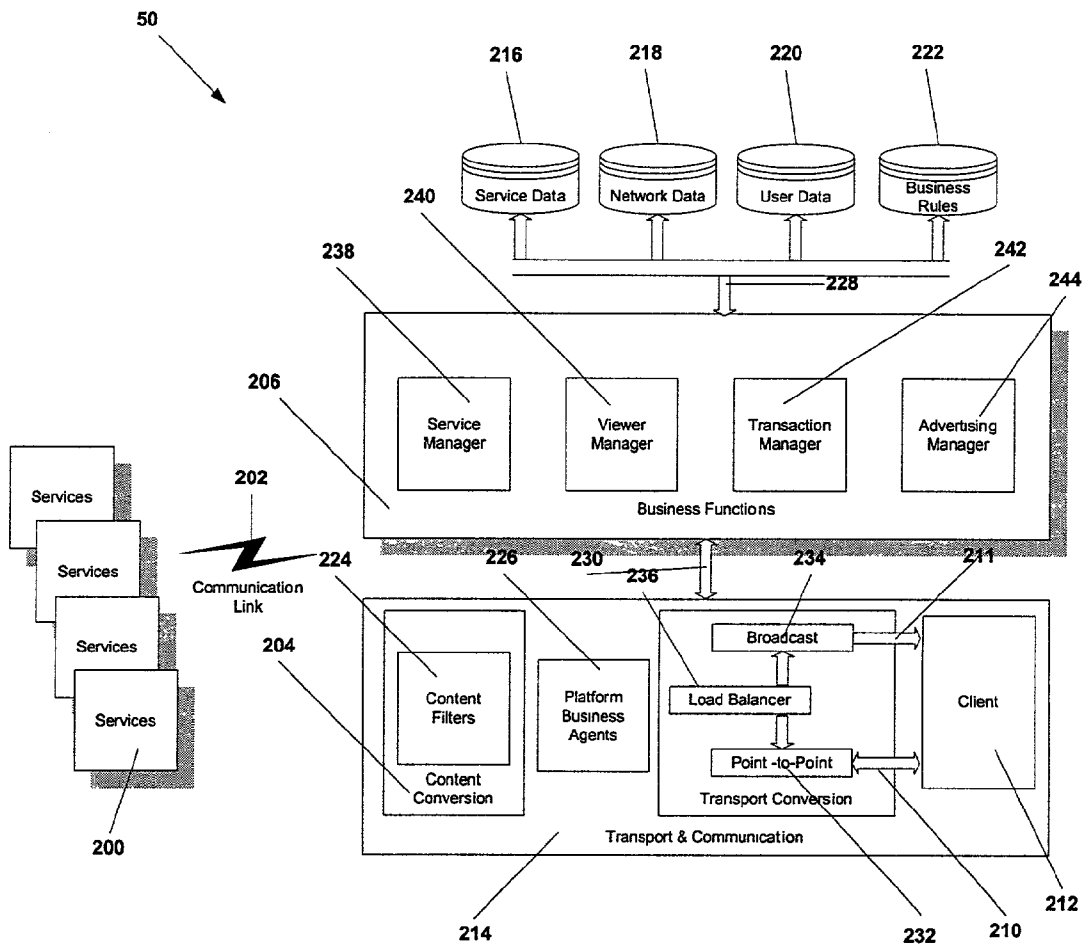 50
216
218
220
222
Service Data
Network Data
User Data
Business
Rules
240
238
242
228
244
206
Service
Manager
Viewer
Manager
Transaction
Manager
Advertising
Manager
Business Functions
Services
Services
Services
Services
202
Communication
Link
224
226
230
236
234
211
204
Content
Filters
Content
Conversion
Platform
Business
Agents
Broadcast
Load Balancer
Point -to-Point
Transport Conversion
Client
Transport & Communication
200
214
232
210
212